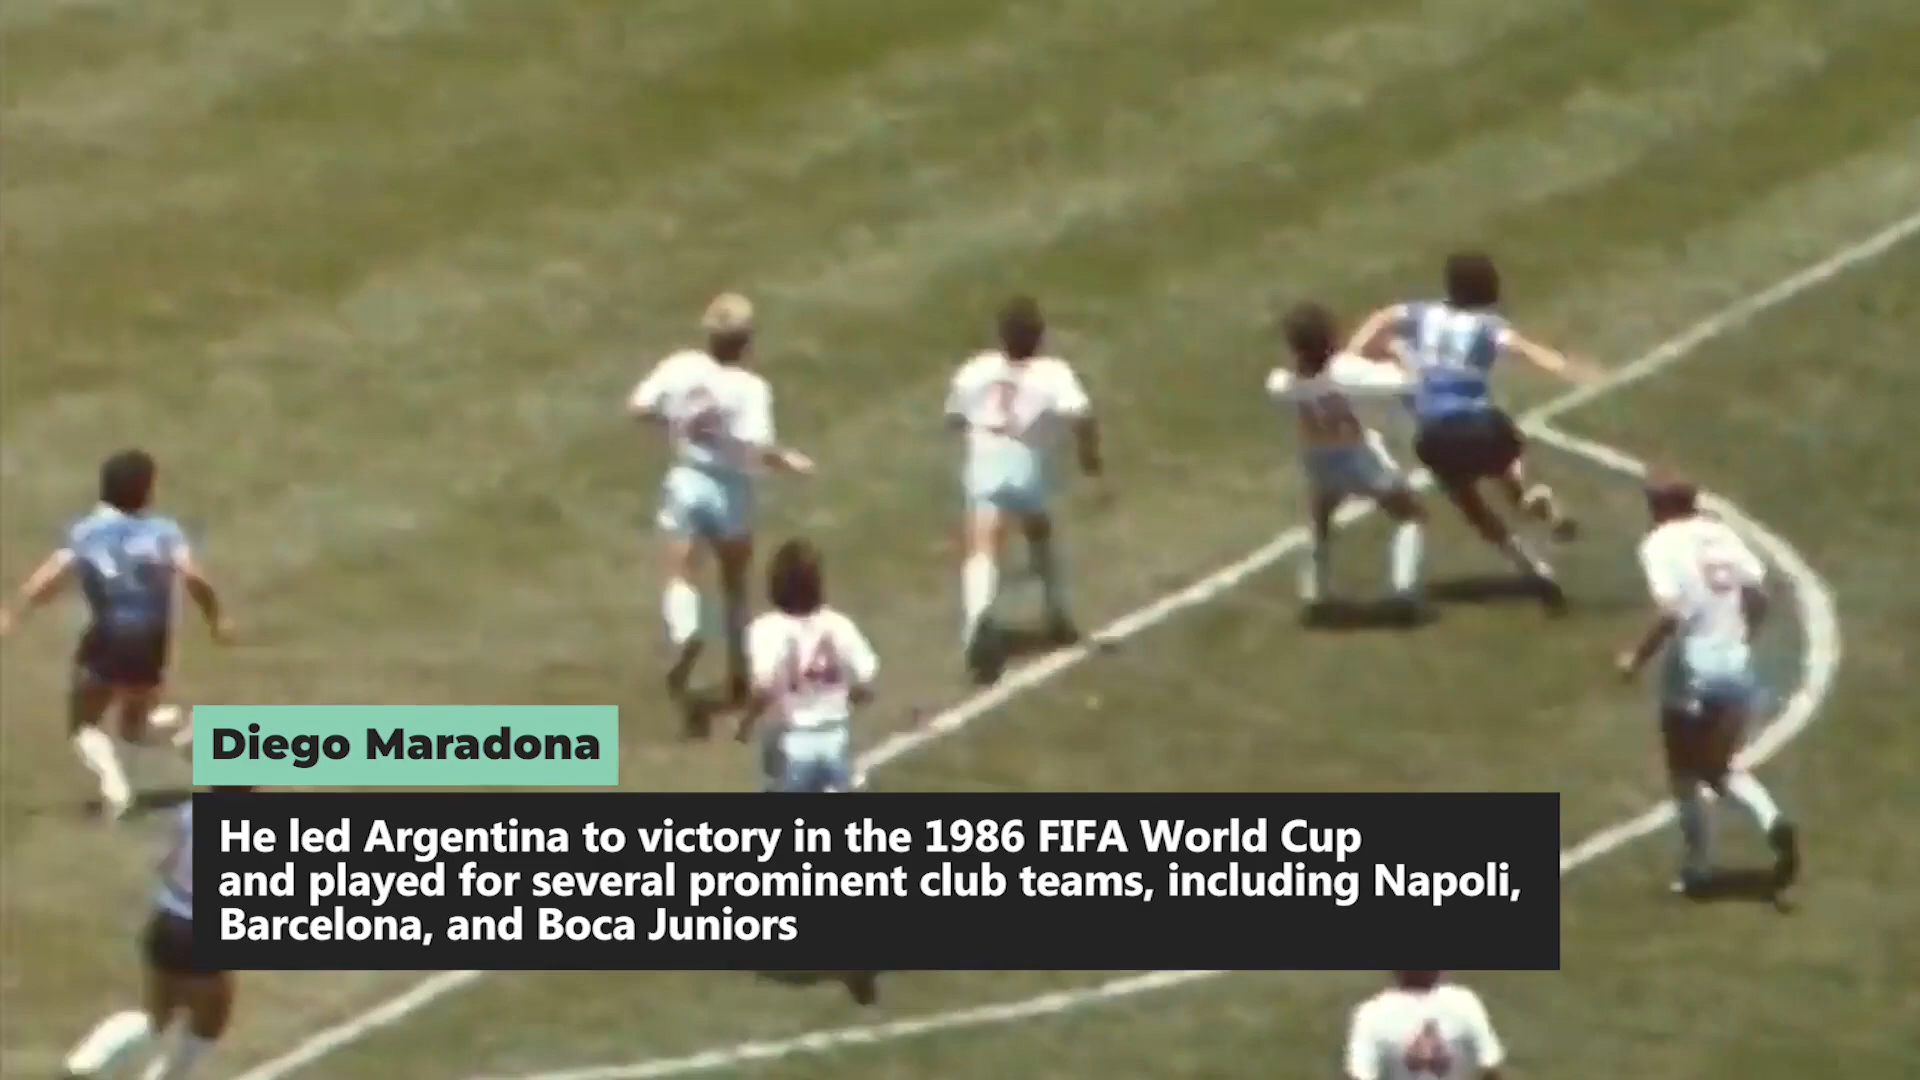 Diego Maradona
He led Argentina to victory in the 1986 FIFA World Cup
and played for several prominent club teams, including Napoli,
Barcelona, and Boca Juniors
14